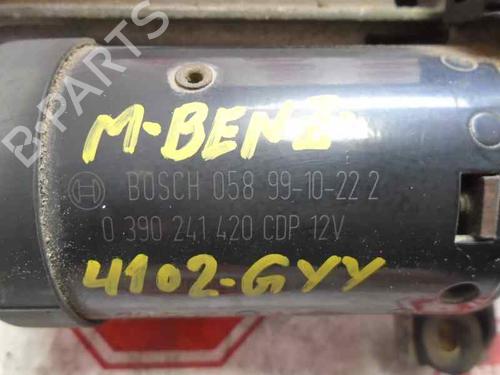 B-PARTS
M-BENZ
BOSCH 058 99-10-22 2
0 390 241 420 CDP 12V
4102-GYY